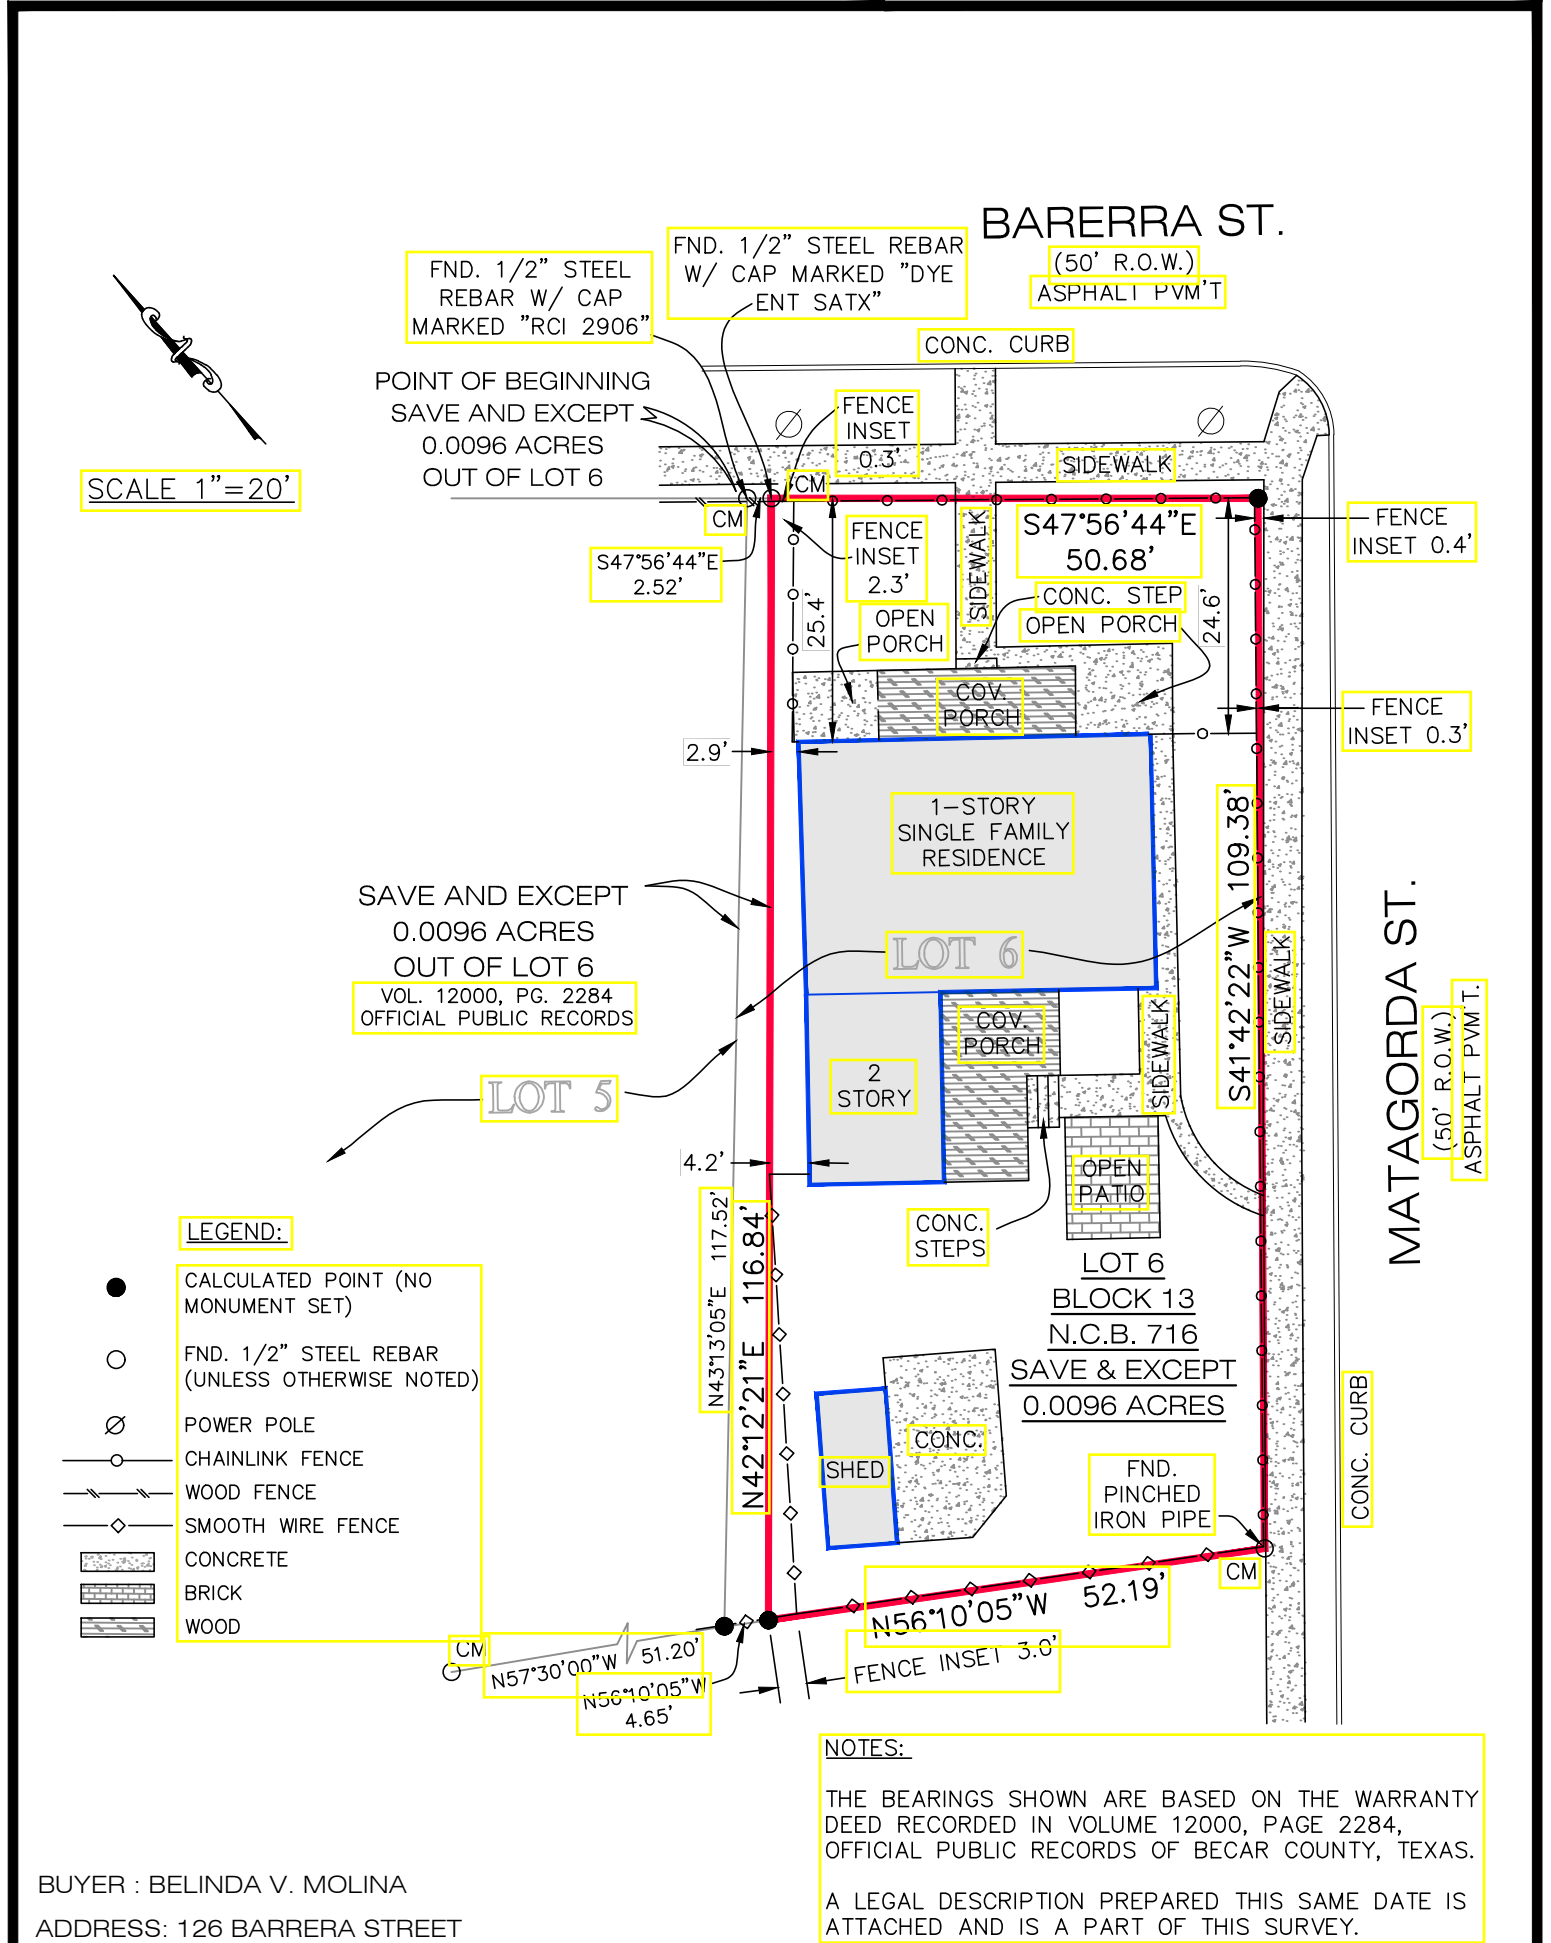 BARERRA ST.
(50' R.O.W.)
ASPHALT PVM'T
FND. 1/2" STEEL REBAR
W/ CAP MARKED "DYE
ENT SATX"
FND. 1/2" STEEL
REBAR W/ CAP
MARKED "RCI 2906"
CONC. CURB
POINT OF BEGINNING
SAVE AND EXCEPT
0.0096 ACRES
OUT OF LOT 6
FENCE
INSET
0.3'
SIDEWALK
SCALE 1"=20'
CM
CM
S47°56'44"E
50.68'
FENCE
INSET 0.4'
FENCE
INSET
2.3'
SIDEWALK
S47°56'44"E
2.52'
CONC. STEP
OPEN PORCH
25.4'
24.6'
OPEN
PORCH
COV.
PORCH
FENCE
INSET 0.3'
2.9'
1-STORY
SINGLE FAMILY
RESIDENCE
S41°42'22"W 109.38'
SAVE AND EXCEPT
0.0096 ACRES
OUT OF LOT 6
VOL. 12000, PG. 2284
OFFICIAL PUBLIC RECORDS
LOT 6
SIDEWALK
MATAGORDA ST.
(50' R.O.W.)
ASPHALT PVM'T.
COV.
PORCH
SIDEWALK
2
STORY
LOT 5
4.2'
OPEN
PATIO
N43°13'05"E 117.52'
N42°12'21"E 116.84'
CONC.
STEPS
LOT 6
BLOCK 13
N.C.B. 716
SAVE & EXCEPT
0.0096 ACRES
CONC. CURB
CONC.
SHED
FND.
PINCHED
IRON PIPE
CM
N56°10'05"W 52.19'
FENCE INSET 3.0'
CM
N57°30'00"W 51.20'
N56°10'05"W
4.65'
LEGEND:
CALCULATED POINT (NO
MONUMENT SET)
FND. 1/2" STEEL REBAR
(UNLESS OTHERWISE NOTED)
POWER POLE
CHAINLINK FENCE
WOOD FENCE
SMOOTH WIRE FENCE
CONCRETE
BRICK
WOOD
NOTES:
THE BEARINGS SHOWN ARE BASED ON THE WARRANTY
DEED RECORDED IN VOLUME 12000, PAGE 2284,
OFFICIAL PUBLIC RECORDS OF BECAR COUNTY, TEXAS.
A LEGAL DESCRIPTION PREPARED THIS SAME DATE IS
ATTACHED AND IS A PART OF THIS SURVEY.
BUYER : BELINDA V. MOLINA
ADDRESS: 126 BARRERA STREET